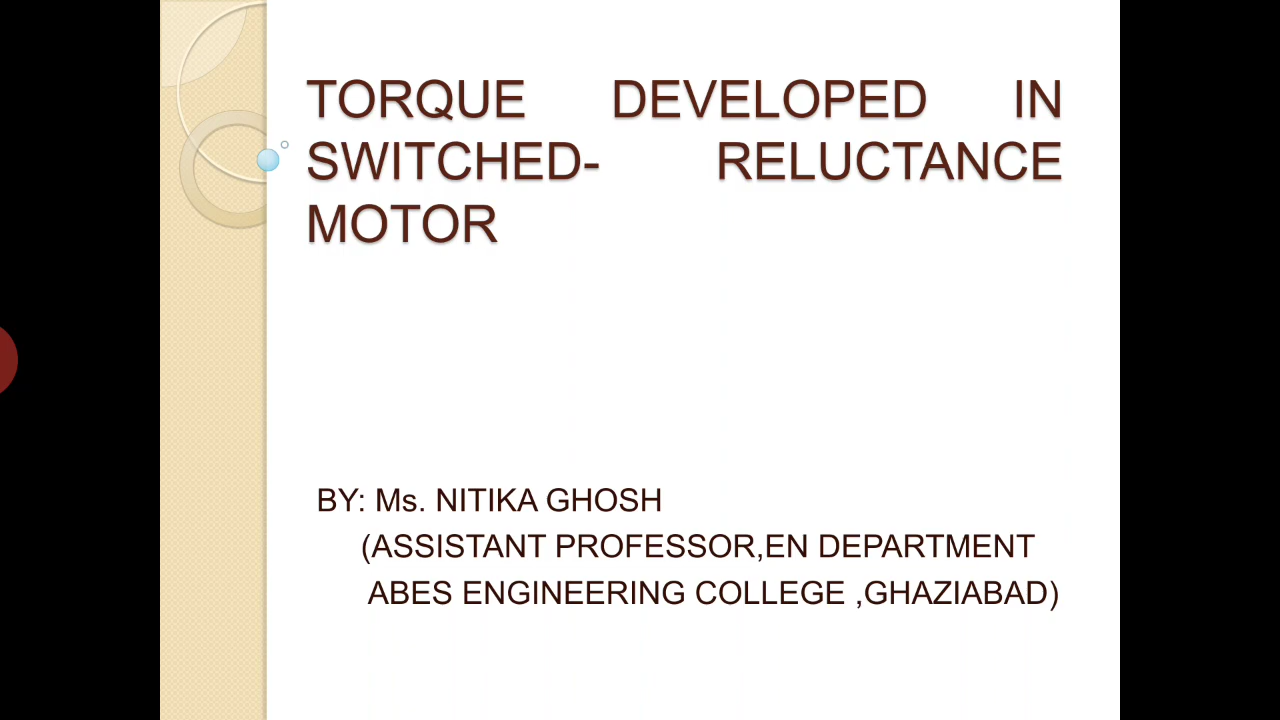 TORQUE DEVELOPED IN
SWITCHED- RELUCTANCE
MOTOR
BY: Ms. NITIKA GHOSH
(ASSISTANT PROFESSOR,EN DEPARTMENT
ABES ENGINEERING COLLEGE ,GHAZIABAD)